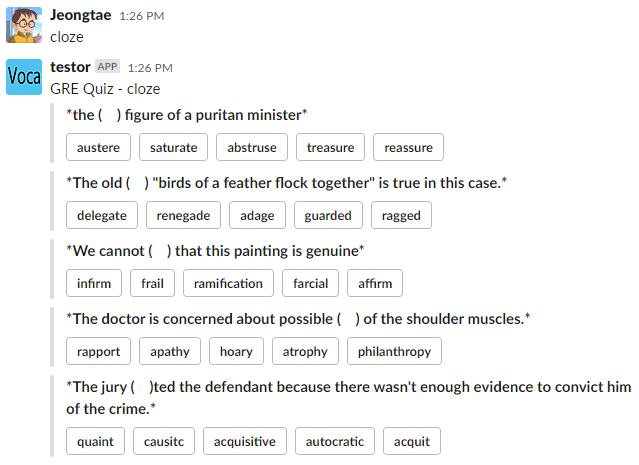 Jeongtae 1:26 PM
cloze
Voca
testor APP 1:26 PM
GRE Quiz - cloze
*the ( ) figure of a puritan minister*
austere saturate abstruse treasure reassure
*The old ( ) "birds of a feather flock together" is true in this case.*
delegate renegade adage guarded ragged
*We cannot ( ) that this painting is genuine*
infirm frail ramification farcial affirm
*The doctor is concerned about possible ( ) of the shoulder muscles.*
rapport apathy hoary atrophy philanthropy
*The jury ( )ted the defendant because there wasn't enough evidence to convict him
of the crime.*
quaint causitc acquisitive autocratic acquit